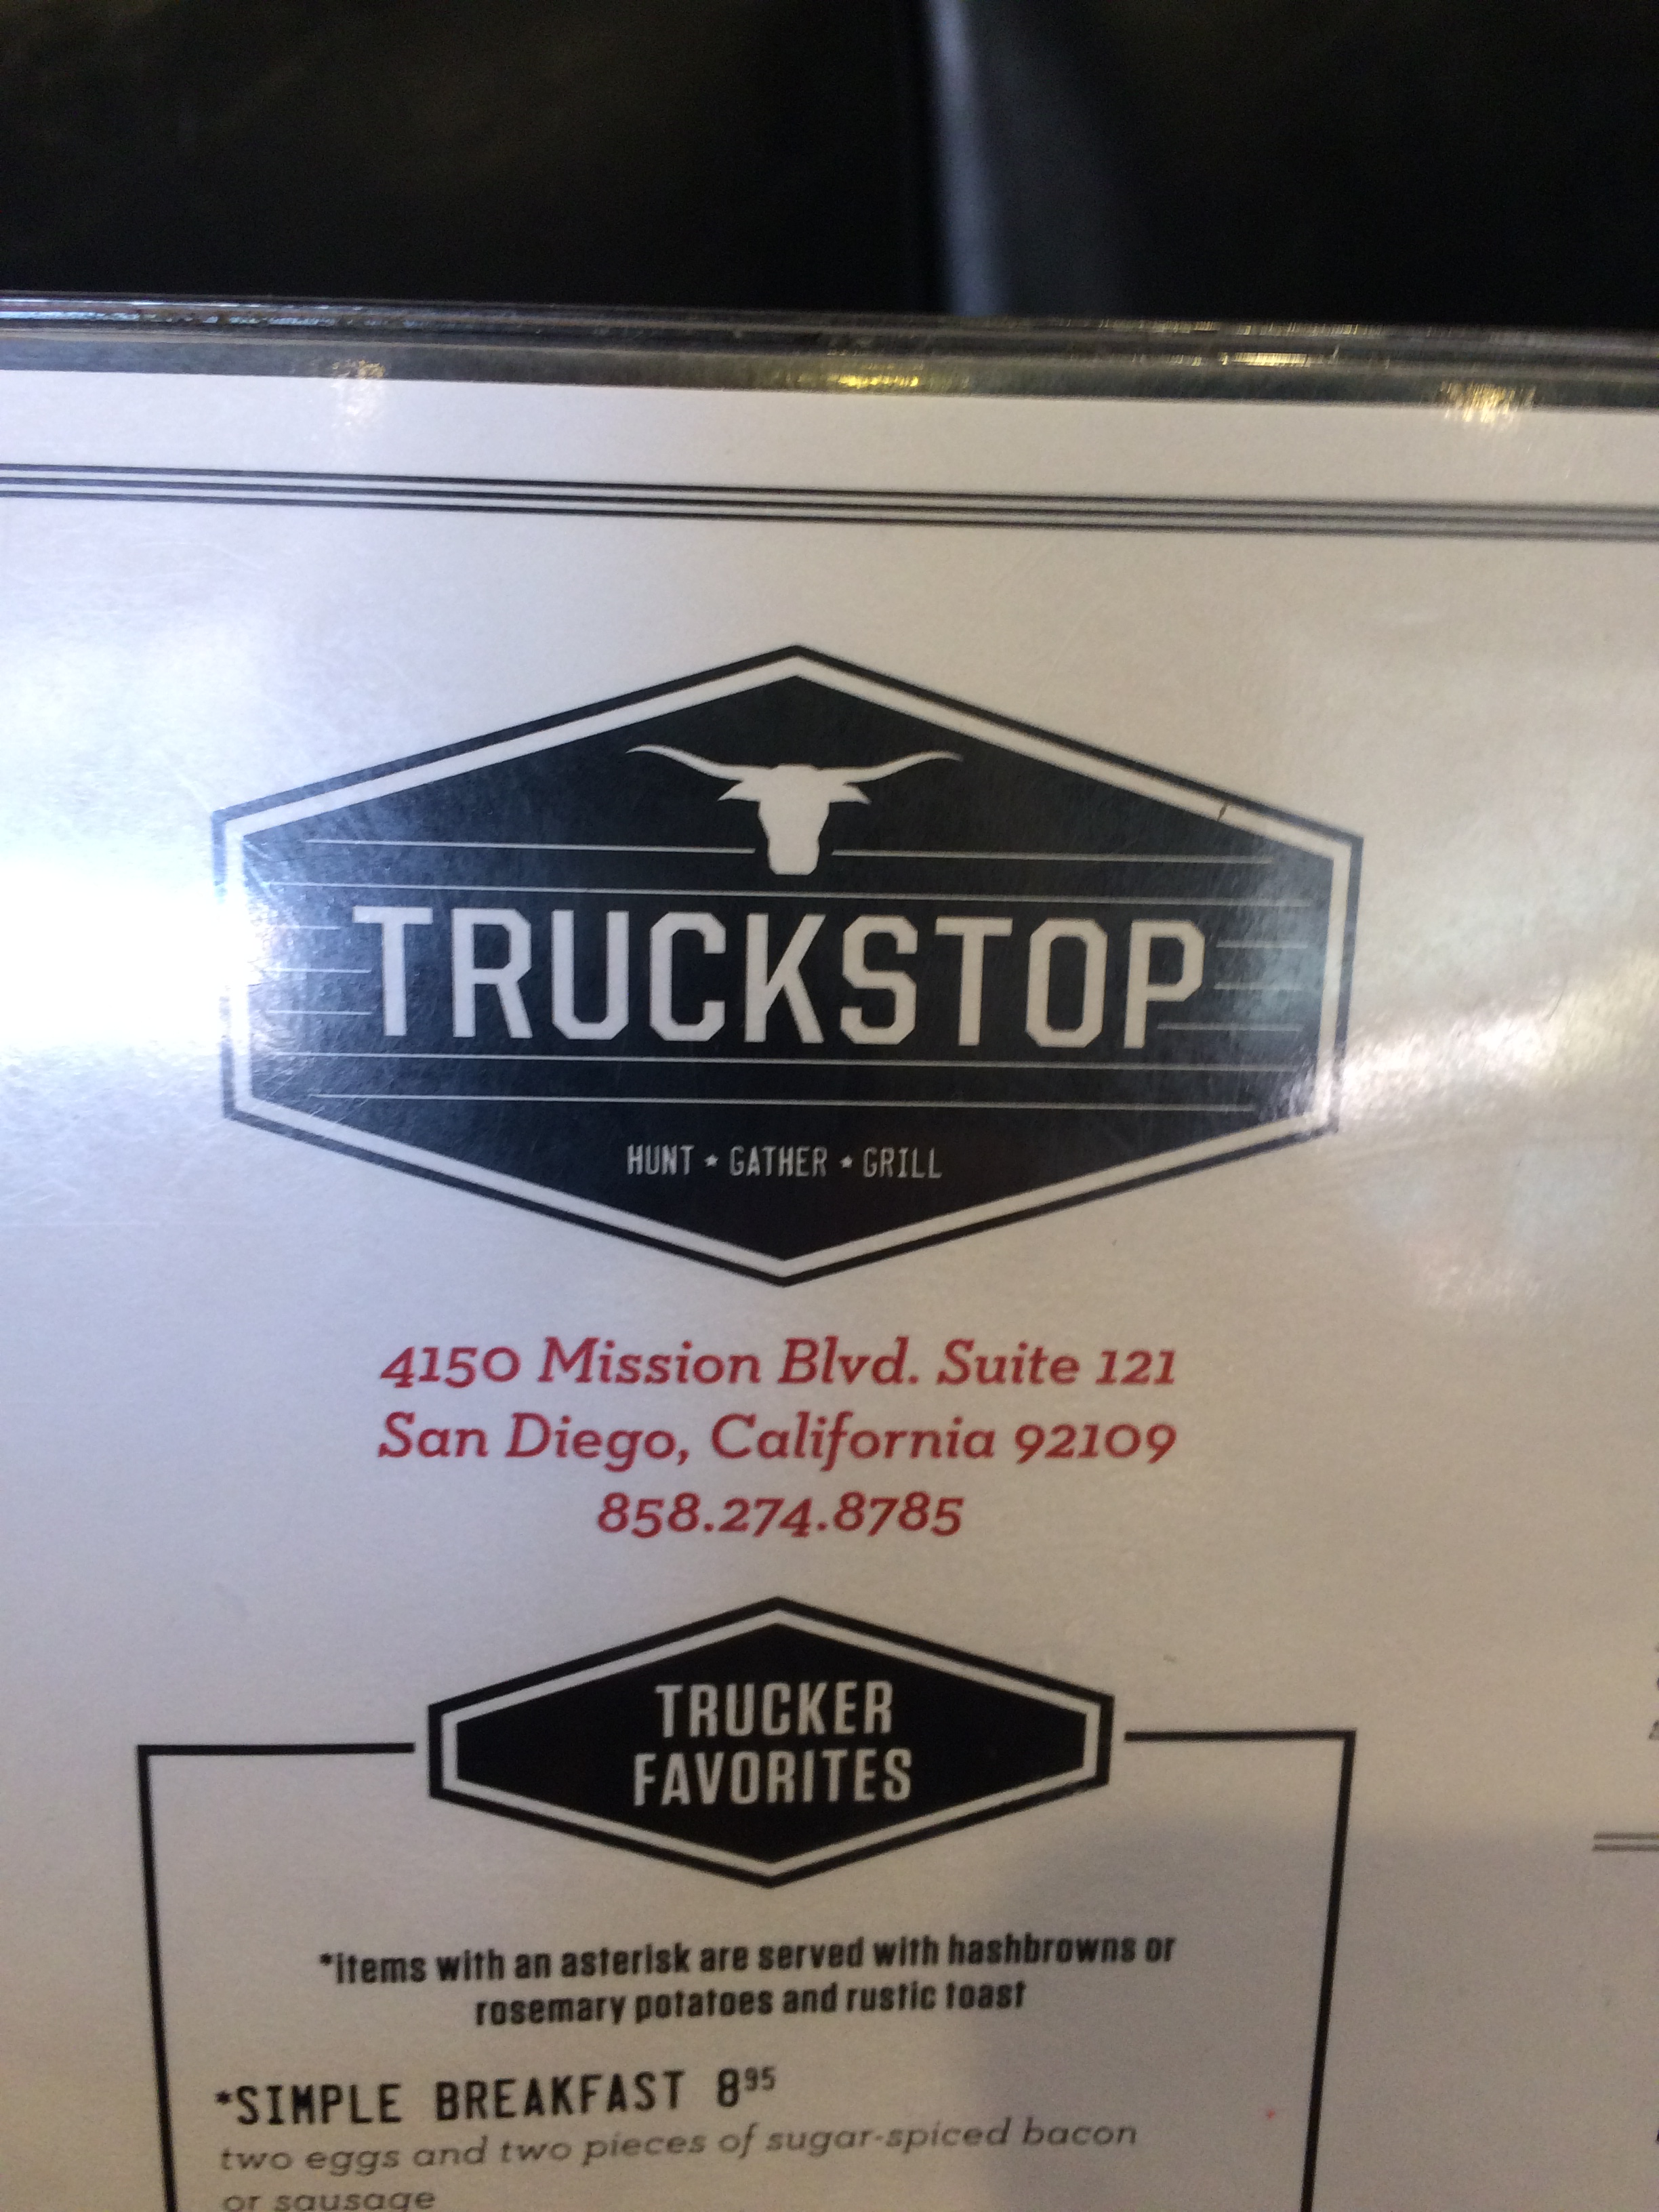 TRUCKSTOP
HUNT ★ GATHER ★ GRILL
4150 Mission Blvd. Suite 121
San Diego, California 92109
858.274.8785
TRUCKER
FAVORITES
*items with an asterisk are served with hashbrowns or
rosemary potatoes and rustic toast
*SIMPLE BREAKFAST 8⁹⁵
two eggs and two pieces of sugar-spiced bacon
or sausage